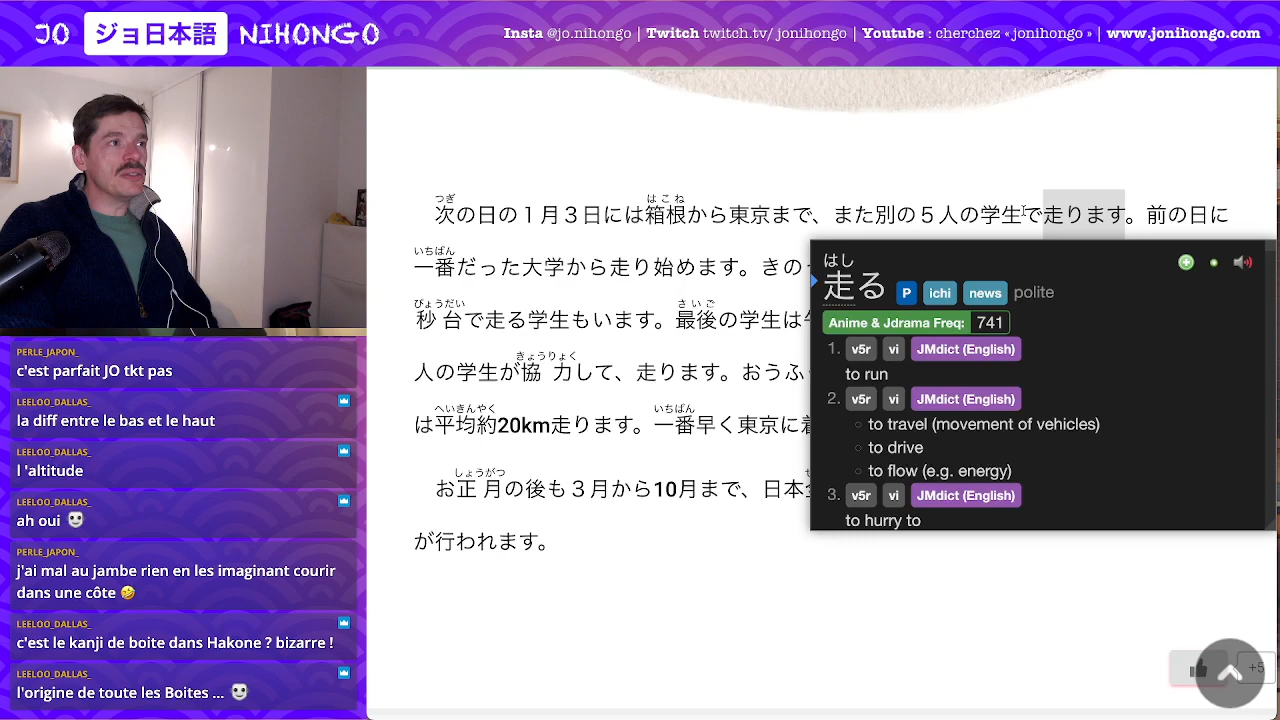 JO ジョ日本語 NIHONGO
Insta @jo.nihongo | Twitch twitch.tv/ jonihongo | Youtube : cherchez « jonihongo » | www.jonihongo.com
つぎ はこね
次の日の１月３日には箱根から東京まで、また別の５人の学生で走ります。前の日に
いちばん
一番だった大学から走り始めます。きの
びょうだい さいご
秒台で走る学生もいます。最後の学生は
きょうりょく
人の学生が協力して、走ります。おうふ
へいきんやく いちばん
は平均約20km走ります。一番早く東京に
しょうがつ
お正月の後も３月から10月まで、日本
が行われます。
はし
走る P ichi news polite
Anime & Jdrama Freq: 741
1. v5r vi JMdict (English)
to run
2. v5r vi JMdict (English)
to travel (movement of vehicles)
to drive
to flow (e.g. energy)
3. v5r vi JMdict (English)
to hurry to
PERLE_JAPON_
c'est parfait JO tkt pas
LEELOO_DALLAS_
la diff entre le bas et le haut
LEELOO_DALLAS_
l 'altitude
LEELOO_DALLAS_
ah oui
PERLE_JAPON_
j'ai mal au jambe rien en les imaginant courir
dans une côte 🤣
LEELOO_DALLAS_
c'est le kanji de boite dans Hakone ? bizarre !
LEELOO_DALLAS_
l'origine de toute les Boites ...
+5